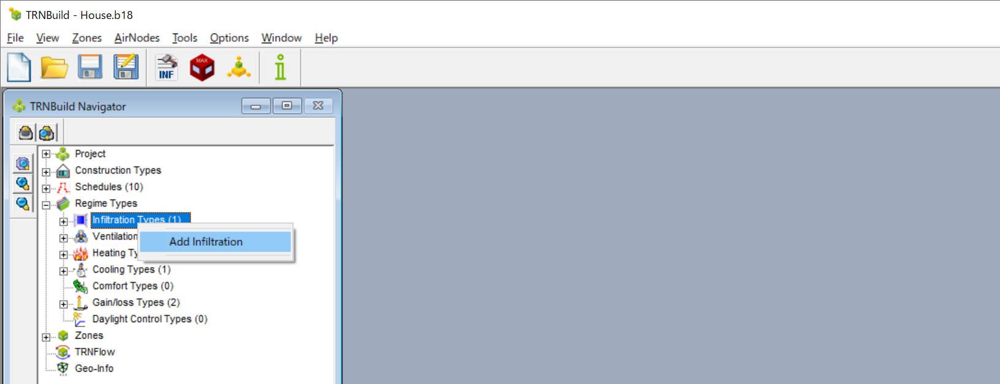 TRNBuild - House.b18
File View Zones AirNodes Tools Options Window Help
INF MAX
TRNBuild Navigator
Project
Construction Types
Schedules (10)
Regime Types
Infiltration Types (1)
Ventilation
Add Infiltration
Heating Ty
Cooling Types (1)
Comfort Types (0)
Gain/loss Types (2)
Daylight Control Types (0)
Zones
TRNFlow
Geo-Info